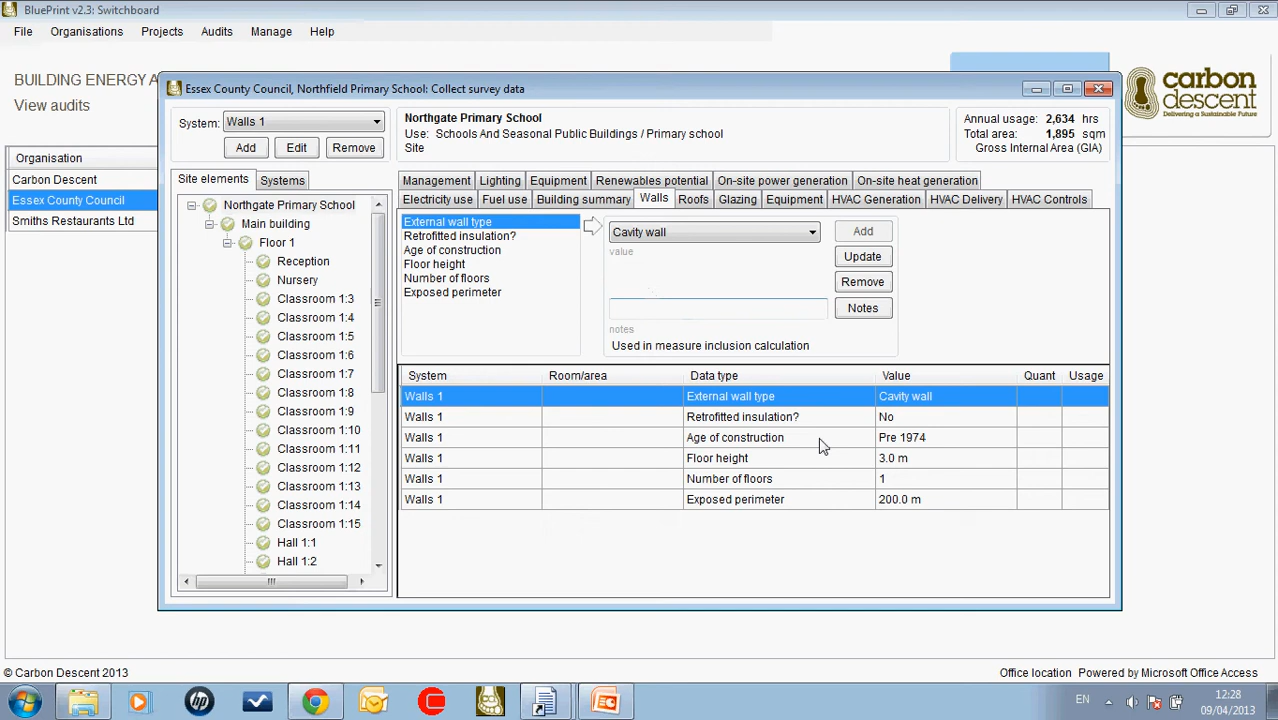 BluePrint v2.3: Switchboard
File Organisations Projects Audits Manage Help
BUILDING ENERGY A
View audits
carbon
descent
Delivering a Sustainable Future
Organisation
Carbon Descent
Essex County Council
Smiths Restaurants Ltd
Essex County Council, Northfield Primary School: Collect survey data
System: Walls 1
Add Edit Remove
Northgate Primary School
Use: Schools And Seasonal Public Buildings / Primary school
Site
Annual usage: 2,634 hrs
Total area: 1,895 sqm
Gross Internal Area (GIA)
Site elements Systems
Northgate Primary School
Main building
Floor 1
Reception
Nursery
Classroom 1:3
Classroom 1:4
Classroom 1:5
Classroom 1:6
Classroom 1:7
Classroom 1:8
Classroom 1:9
Classroom 1:10
Classroom 1:11
Classroom 1:12
Classroom 1:13
Classroom 1:14
Classroom 1:15
Hall 1:1
Hall 1:2
Management Lighting Equipment Renewables potential On-site power generation On-site heat generation
Electricity use Fuel use Building summary Walls Roofs Glazing Equipment HVAC Generation HVAC Delivery HVAC Controls
External wall type
Retrofitted insulation?
Age of construction
Floor height
Number of floors
Exposed perimeter
Cavity wall
value
notes
Used in measure inclusion calculation
Add
Update
Remove
Notes
System Room/area Data type Value Quant Usage
Walls 1 External wall type Cavity wall
Walls 1 Retrofitted insulation? No
Walls 1 Age of construction Pre 1974
Walls 1 Floor height 3.0 m
Walls 1 Number of floors 1
Walls 1 Exposed perimeter 200.0 m
© Carbon Descent 2013
Office location Powered by Microsoft Office Access
EN
12:28
09/04/2013